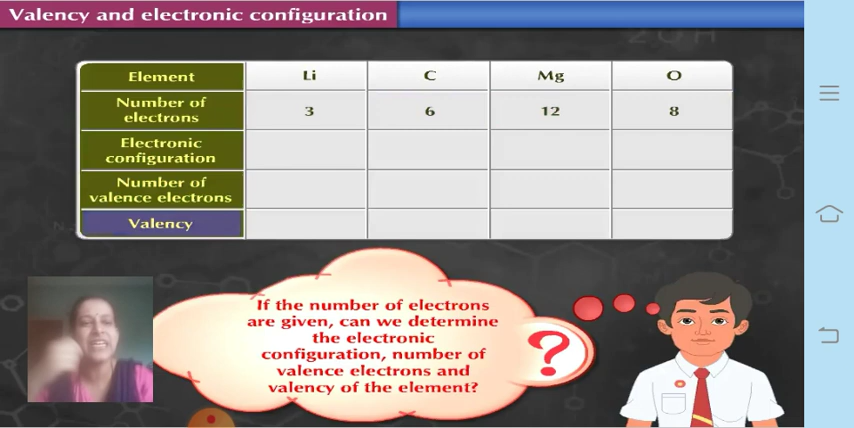 Valency and electronic configuration
Element Li C Mg O
Number of electrons 3 6 12 8
Electronic configuration
Number of valence electrons
Valency
If the number of electrons
are given, can we determine
the electronic
configuration, number of
valence electrons and
valency of the element?
?